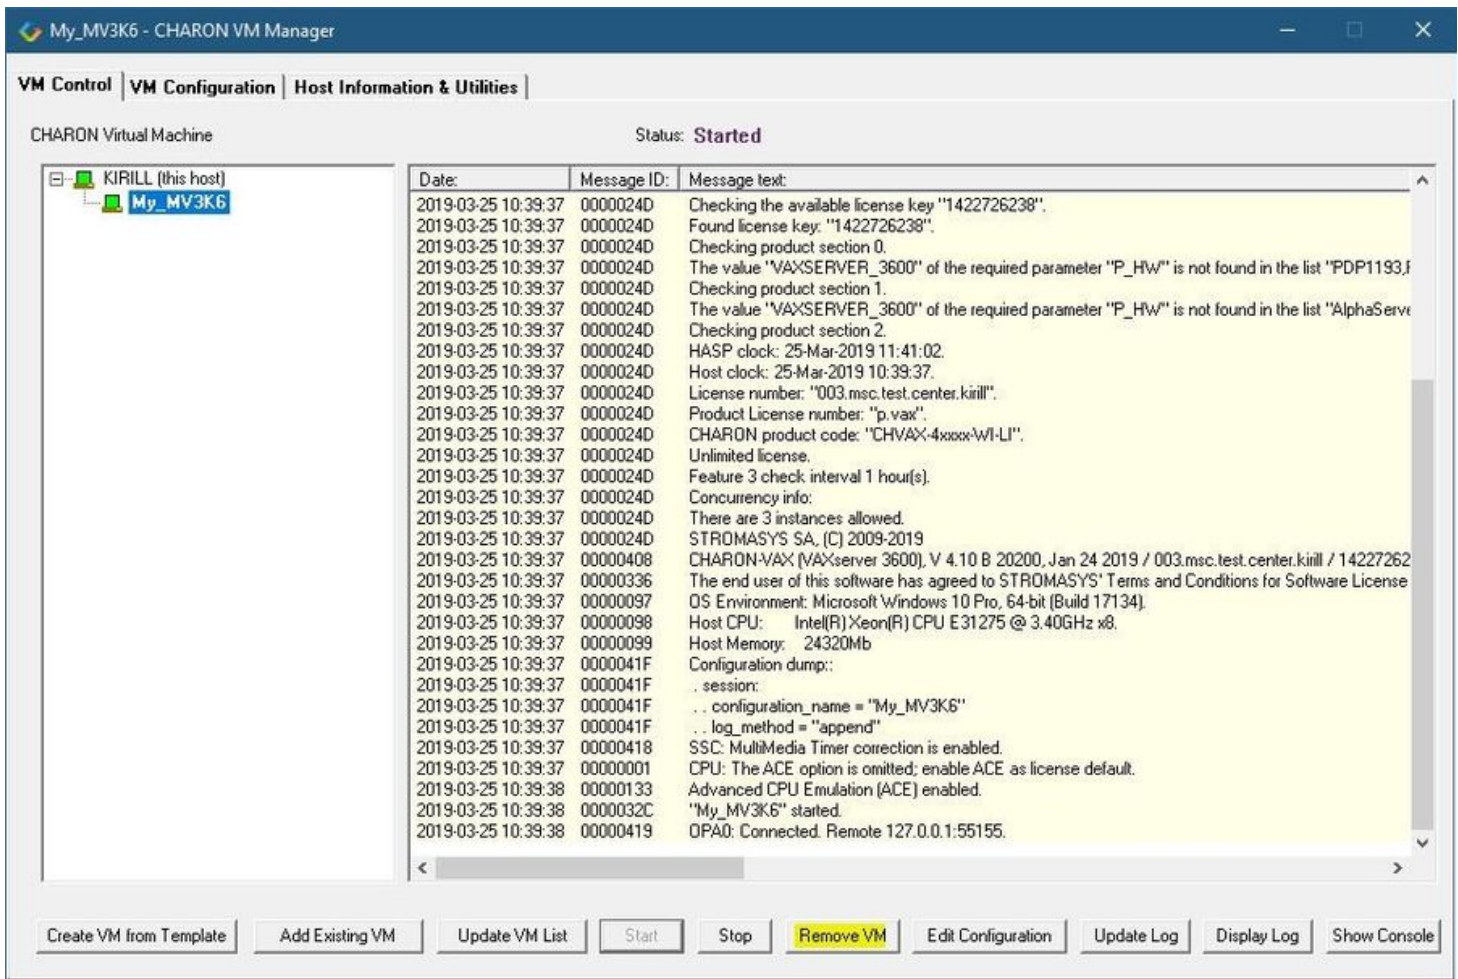 My_MV3K6 - CHARON VM Manager
VM Control VM Configuration Host Information & Utilities
CHARON Virtual Machine Status: Started
KIRILL (this host)
My_MV3K6
Date: Message ID: Message text:
2019-03-25 10:39:37 0000024D Checking the available license key "1422726238".
2019-03-25 10:39:37 0000024D Found license key: "1422726238".
2019-03-25 10:39:37 0000024D Checking product section 0.
2019-03-25 10:39:37 0000024D The value "VAXSERVER_3600" of the required parameter "P_HW" is not found in the list "PDP1193,F
2019-03-25 10:39:37 0000024D Checking product section 1.
2019-03-25 10:39:37 0000024D The value "VAXSERVER_3600" of the required parameter "P_HW" is not found in the list "AlphaServe
2019-03-25 10:39:37 0000024D Checking product section 2.
2019-03-25 10:39:37 0000024D HASP clock: 25-Mar-2019 11:41:02.
2019-03-25 10:39:37 0000024D Host clock: 25-Mar-2019 10:39:37.
2019-03-25 10:39:37 0000024D License number: "003.msc.test.center.kirill".
2019-03-25 10:39:37 0000024D Product License number: "p.vax".
2019-03-25 10:39:37 0000024D CHARON product code: "CHVAX-4xxxx-WI-LI".
2019-03-25 10:39:37 0000024D Unlimited license.
2019-03-25 10:39:37 0000024D Feature 3 check interval 1 hour(s).
2019-03-25 10:39:37 0000024D Concurrency info:
2019-03-25 10:39:37 0000024D There are 3 instances allowed.
2019-03-25 10:39:37 0000024D STROMASYS SA, (C) 2009-2019
2019-03-25 10:39:37 00000408 CHARON-VAX (VAXserver 3600), V 4.10 B 20200, Jan 24 2019 / 003.msc.test.center.kirill / 14227262
2019-03-25 10:39:37 00000336 The end user of this software has agreed to STROMASYS' Terms and Conditions for Software License
2019-03-25 10:39:37 00000097 OS Environment: Microsoft Windows 10 Pro, 64-bit (Build 17134).
2019-03-25 10:39:37 00000098 Host CPU: Intel(R) Xeon(R) CPU E31275 @ 3.40GHz x8.
2019-03-25 10:39:37 00000099 Host Memory: 24320Mb
2019-03-25 10:39:37 0000041F Configuration dump::
2019-03-25 10:39:37 0000041F . session:
2019-03-25 10:39:37 0000041F . . configuration_name = "My_MV3K6"
2019-03-25 10:39:37 0000041F . . log_method = "append"
2019-03-25 10:39:37 00000418 SSC: MultiMedia Timer correction is enabled.
2019-03-25 10:39:37 00000001 CPU: The ACE option is omitted; enable ACE as license default.
2019-03-25 10:39:38 00000133 Advanced CPU Emulation (ACE) enabled.
2019-03-25 10:39:38 0000032C "My_MV3K6" started.
2019-03-25 10:39:38 00000419 OPA0: Connected. Remote 127.0.0.1:55155.
Create VM from Template Add Existing VM Update VM List Start Stop Remove VM Edit Configuration Update Log Display Log Show Console